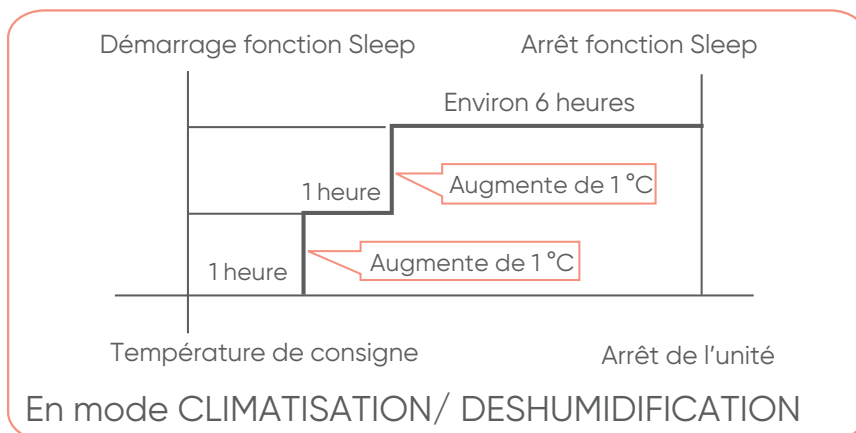 Démarrage fonction Sleep
Arrêt fonction Sleep
Environ 6 heures
1 heure
Augmente de 1 °C
1 heure
Augmente de 1 °C
Température de consigne
Arrêt de l’unité
En mode CLIMATISATION/ DESHUMIDIFICATION